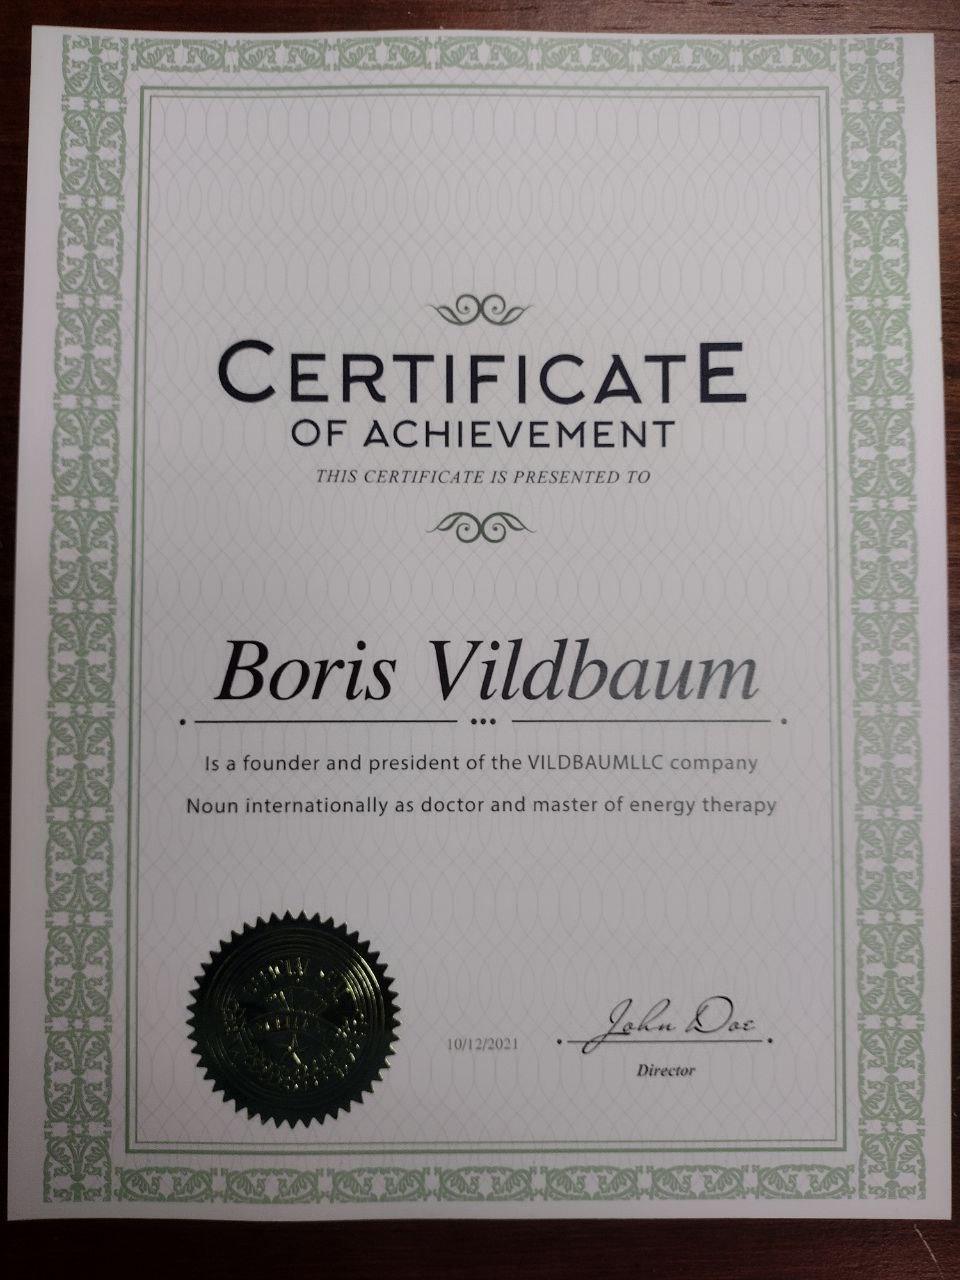 CERTIFICATE
OF ACHIEVEMENT
THIS CERTIFICATE IS PRESENTED TO
Boris Vildbaum
Is a founder and president of the VILDBAUMLLC company
Noun internationally as doctor and master of energy therapy
10/12/2021
John Doe
Director